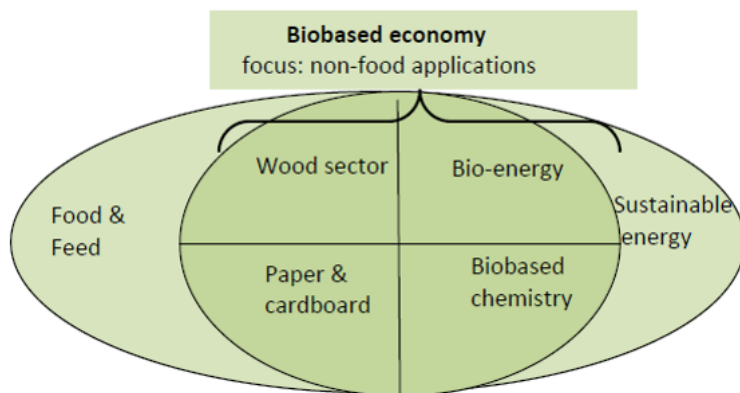 Biobased economy
focus: non-food applications
Wood sector
Bio-energy
Food &
Feed
Sustainable
energy
Paper &
cardboard
Biobased
chemistry